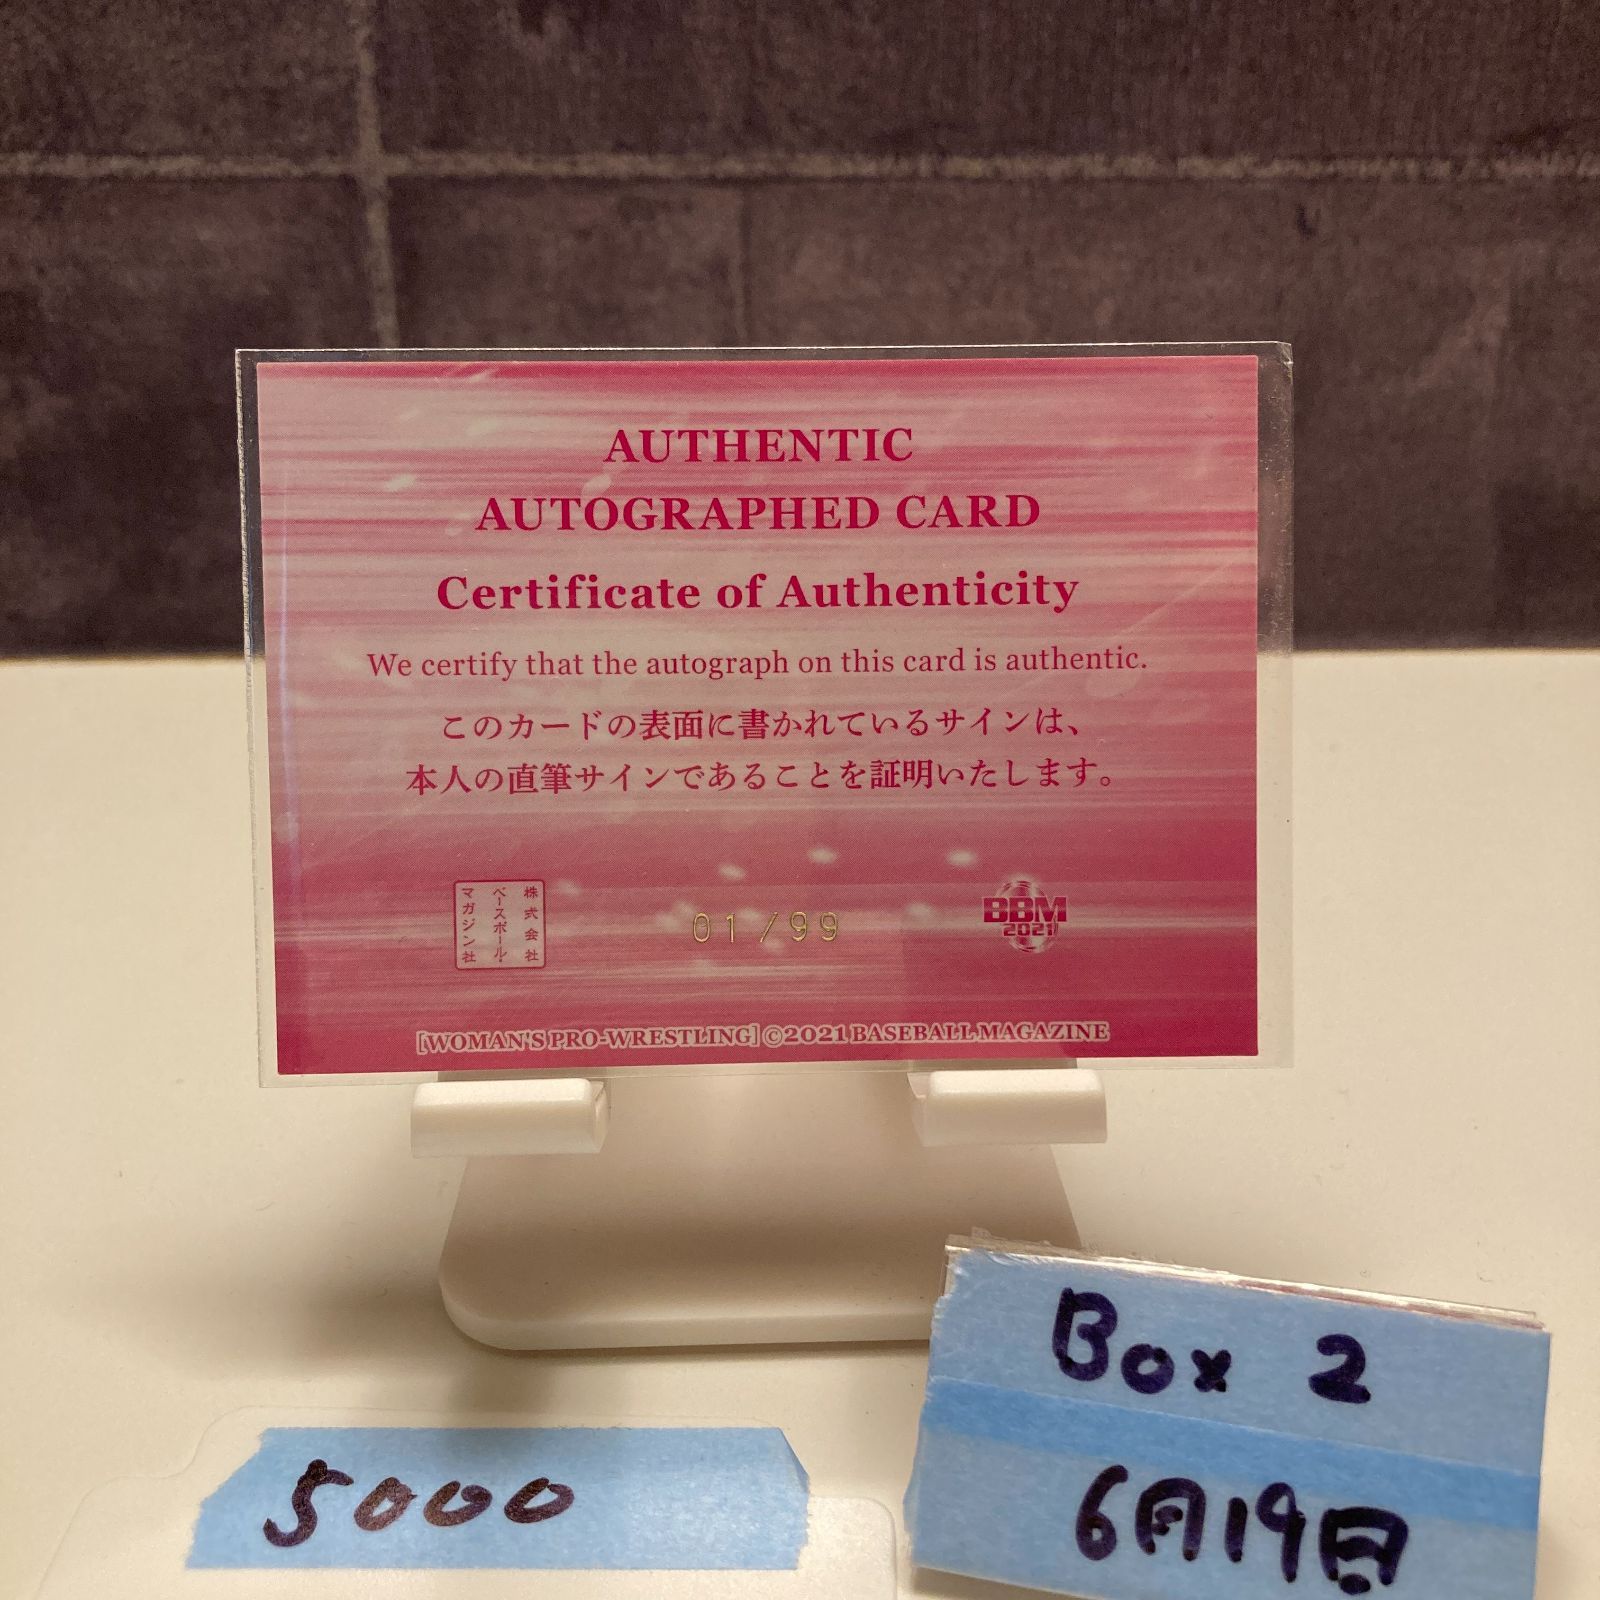 AUTHENTIC
AUTOGRAPHED CARD
Certificate of Authenticity
We certify that the autograph on this card is authentic.
このカードの表面に書かれているサインは、
本人の直筆サインであることを証明いたします。
株式会社
ベースボール・
マガジン社
01/99
BBM
2021
[WOMAN'S PRO-WRESTLING] ©2021 BASEBALL MAGAZINE
Box 2
6月19日
5000